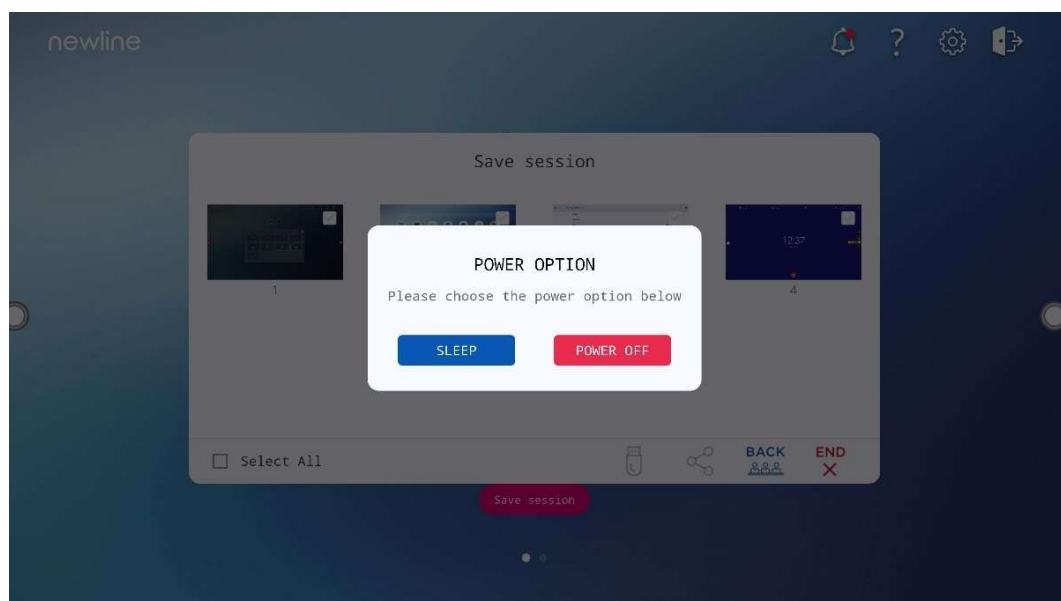 newline
?
Save session
12:37
1
4
POWER OPTION
Please choose the power option below
SLEEP
POWER OFF
Select All
BACK
END
Save session